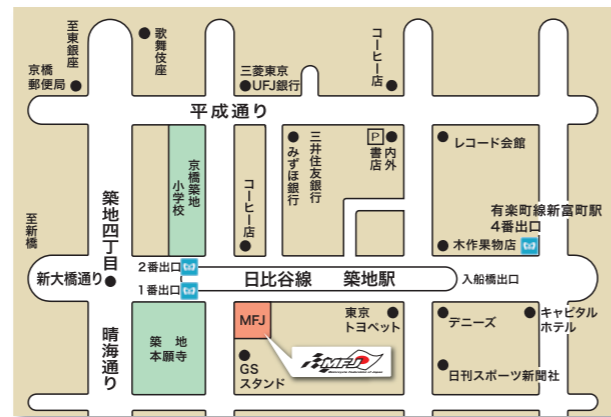 至東銀座
歌舞伎座
京橋
郵便局
三菱東京
UFJ銀行
コーヒー店
平成通り
京橋築地
小学校
コーヒー店
みずほ銀行
三井住友銀行
P
内外
書店
レコード会館
有楽町線新富町駅
4番出口
木作果物店
至新橋
築地四丁目
2番出口
新大橋通り
日比谷線 築地駅
入船橋出口
1番出口
晴海通り
築地
本願寺
MFJ
東京
トヨペット
デニーズ
キャピタル
ホテル
GS
スタンド
MFJ
日刊スポーツ新聞社